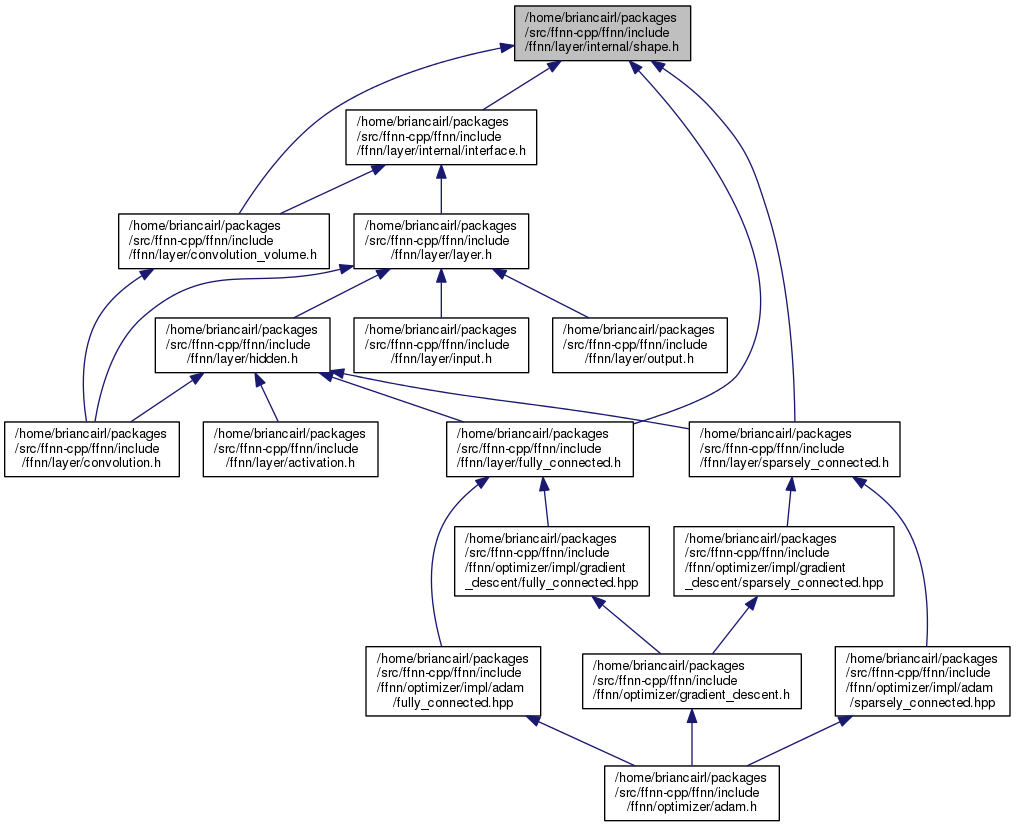 /home/briancairl/packages
/src/ffnn-cpp/ffnn/include
/ffnn/layer/internal/shape.h
/home/briancairl/packages
/src/ffnn-cpp/ffnn/include
/ffnn/layer/internal/interface.h
/home/briancairl/packages
/src/ffnn-cpp/ffnn/include
/ffnn/layer/convolution_volume.h
/home/briancairl/packages
/src/ffnn-cpp/ffnn/include
/ffnn/layer/layer.h
/home/briancairl/packages
/src/ffnn-cpp/ffnn/include
/ffnn/layer/hidden.h
/home/briancairl/packages
/src/ffnn-cpp/ffnn/include
/ffnn/layer/input.h
/home/briancairl/packages
/src/ffnn-cpp/ffnn/include
/ffnn/layer/output.h
/home/briancairl/packages
/src/ffnn-cpp/ffnn/include
/ffnn/layer/convolution.h
/home/briancairl/packages
/src/ffnn-cpp/ffnn/include
/ffnn/layer/activation.h
/home/briancairl/packages
/src/ffnn-cpp/ffnn/include
/ffnn/layer/fully_connected.h
/home/briancairl/packages
/src/ffnn-cpp/ffnn/include
/ffnn/layer/sparsely_connected.h
/home/briancairl/packages
/src/ffnn-cpp/ffnn/include
/ffnn/optimizer/impl/gradient
_descent/fully_connected.hpp
/home/briancairl/packages
/src/ffnn-cpp/ffnn/include
/ffnn/optimizer/impl/gradient
_descent/sparsely_connected.hpp
/home/briancairl/packages
/src/ffnn-cpp/ffnn/include
/ffnn/optimizer/impl/adam
/fully_connected.hpp
/home/briancairl/packages
/src/ffnn-cpp/ffnn/include
/ffnn/optimizer/gradient_descent.h
/home/briancairl/packages
/src/ffnn-cpp/ffnn/include
/ffnn/optimizer/impl/adam
/sparsely_connected.hpp
/home/briancairl/packages
/src/ffnn-cpp/ffnn/include
/ffnn/optimizer/adam.h